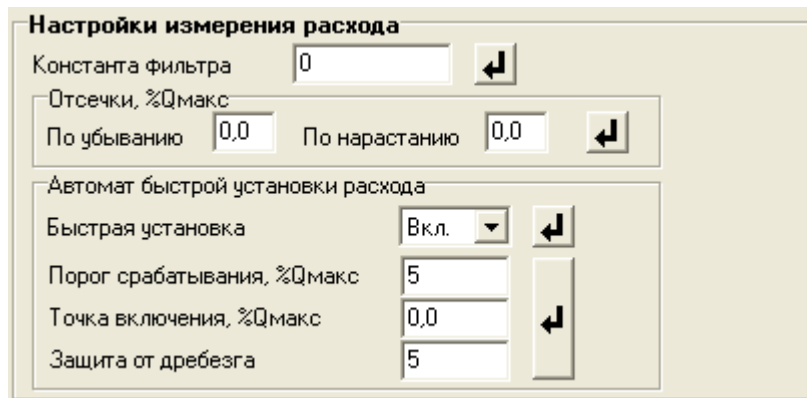 Настройки измерения расхода
Константа фильтра 0
Отсечки, %Qмакс
По убыванию 0,0 По нарастанию 0,0
Автомат быстрой установки расхода
Быстрая установка Вкл.
Порог срабатывания, %Qмакс 5
Точка включения, %Qмакс 0,0
Защита от дребезга 5